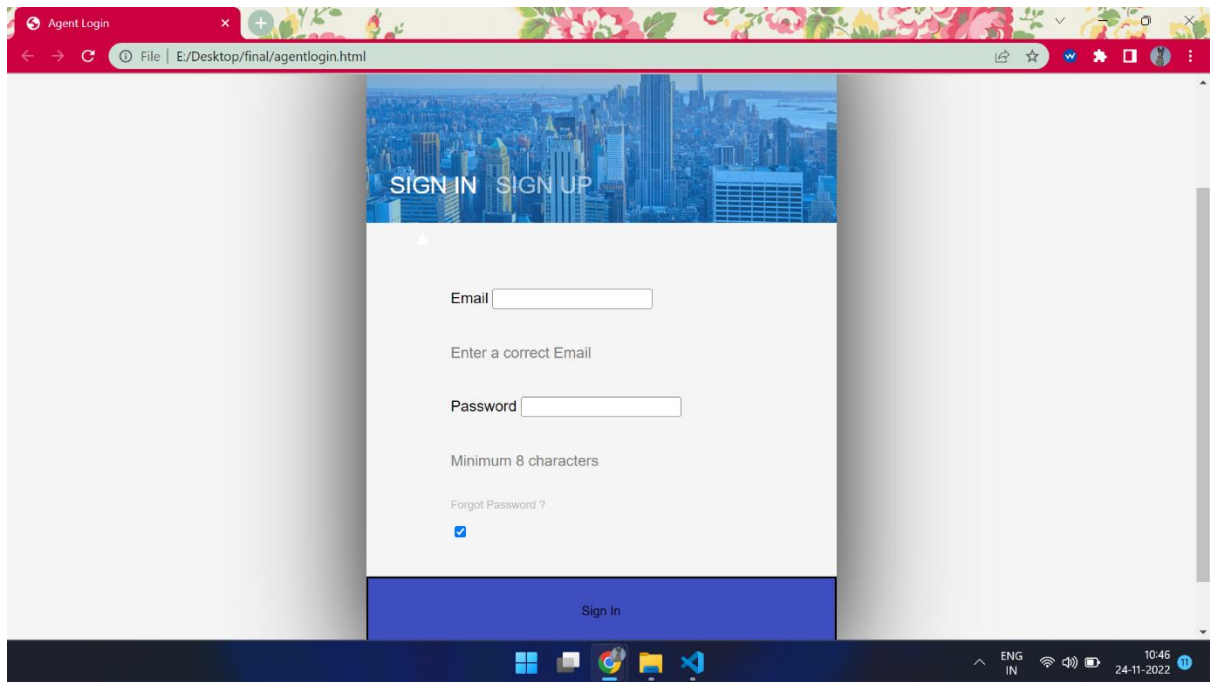 Agent Login
File | E:/Desktop/final/agentlogin.html
SIGN IN SIGN UP
Email
Enter a correct Email
Password
Minimum 8 characters
Forgot Password ?
Sign In
ENG
IN
10:46
24-11-2022
11